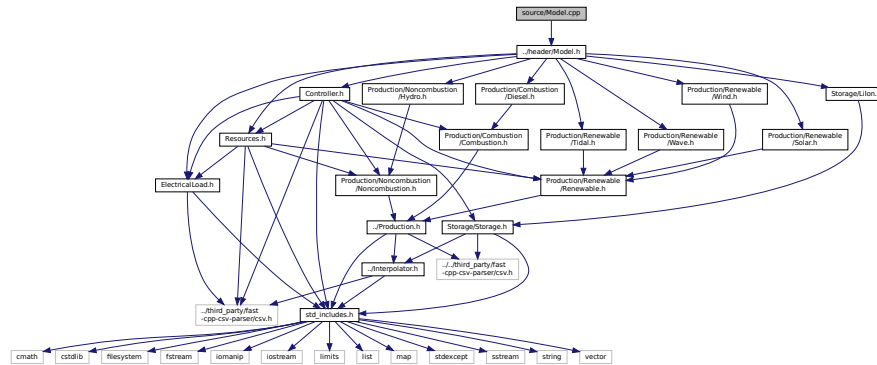 source/Model.cpp
../header/Model.h
Controller.h
Production/Noncombustion
/Hydro.h
Production/Combustion
/Diesel.h
Production/Renewable
/Wind.h
Storage/LiIon.
Resources.h
Production/Combustion
/Combustion.h
Production/Renewable
/Tidal.h
Production/Renewable
/Wave.h
Production/Renewable
/Solar.h
ElectricalLoad.h
Production/Noncombustion
/Noncombustion.h
Production/Renewable
/Renewable.h
../Production.h
Storage/Storage.h
../Interpolator.h
../../third_party/fast
-cpp-csv-parser/csv.h
../third_party/fast
-cpp-csv-parser/csv.h
std_includes.h
cmath
cstdlib
filesystem
fstream
iomanip
iostream
limits
list
map
stdexcept
sstream
string
vector